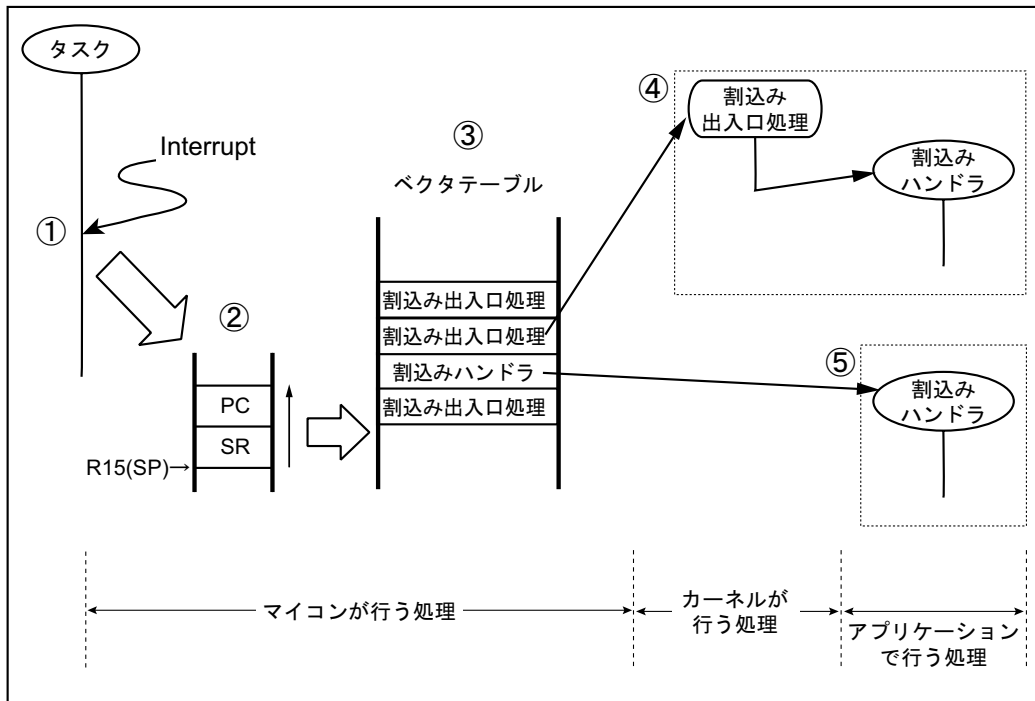 タスク
Interrupt
①
②
PC
SR
R15(SP)→
③
ベクタテーブル
割込み出入口処理
割込み出入口処理
割込みハンドラ
割込み出入口処理
④
割込み
出入口処理
割込み
ハンドラ
⑤
割込み
ハンドラ
マイコンが行う処理
カーネルが
行う処理
アプリケーション
で行う処理